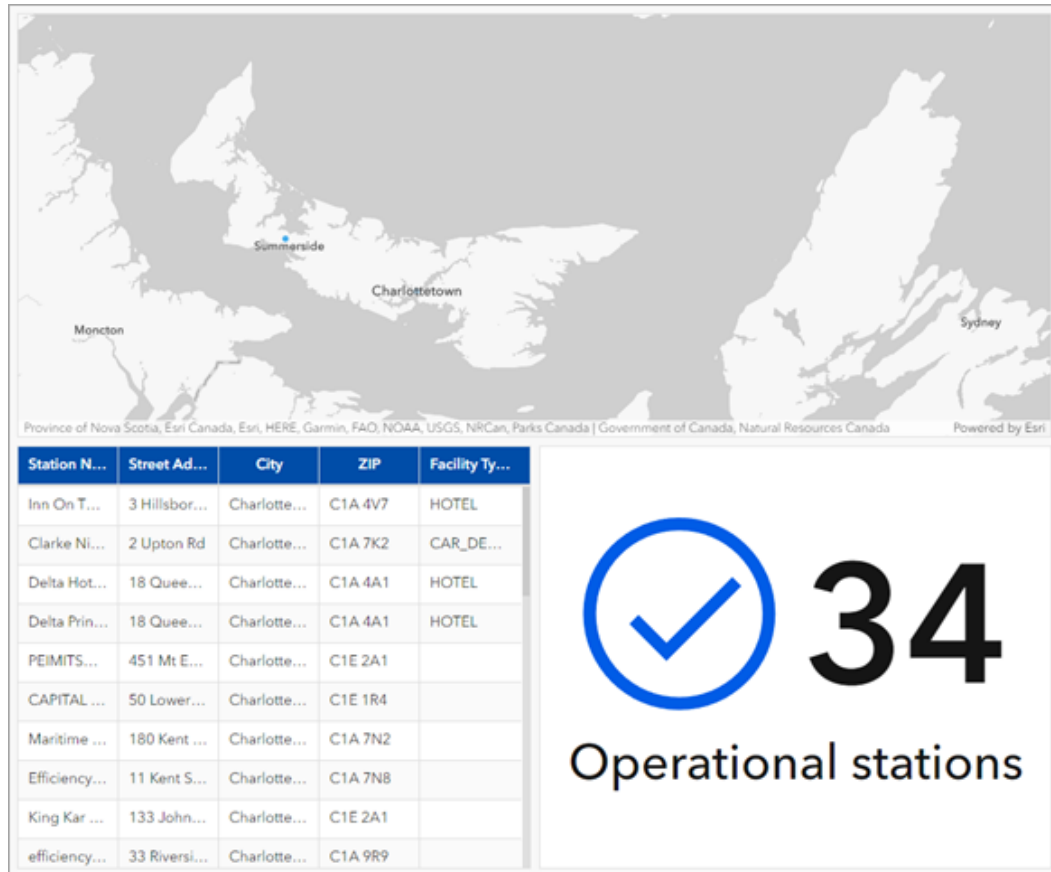 Summerside
Charlottetown
Moncton
Sydney
Province of Nova Scotia, Esri Canada, Esri, HERE, Garmin, FAO, NOAA, USGS, NRCan, Parks Canada | Government of Canada, Natural Resources Canada Powered by Esri
Station N... Street Ad... City ZIP Facility Ty...
Inn On T... 3 Hillsbor... Charlotte... C1A 4V7 HOTEL
Clarke Ni... 2 Upton Rd Charlotte... C1A 7K2 CAR_DE...
Delta Hot... 18 Quee... Charlotte... C1A 4A1 HOTEL
Delta Prin... 18 Quee... Charlotte... C1A 4A1 HOTEL
PEIMITS... 451 Mt E... Charlotte... C1E 2A1
CAPITAL ... 50 Lower... Charlotte... C1E 1R4
Maritime ... 180 Kent ... Charlotte... C1A 7N2
Efficiency... 11 Kent S... Charlotte... C1A 7N8
King Kar ... 133 John... Charlotte... C1E 2A1
efficiency... 33 Riversi... Charlotte... C1A 9R9
34
Operational stations